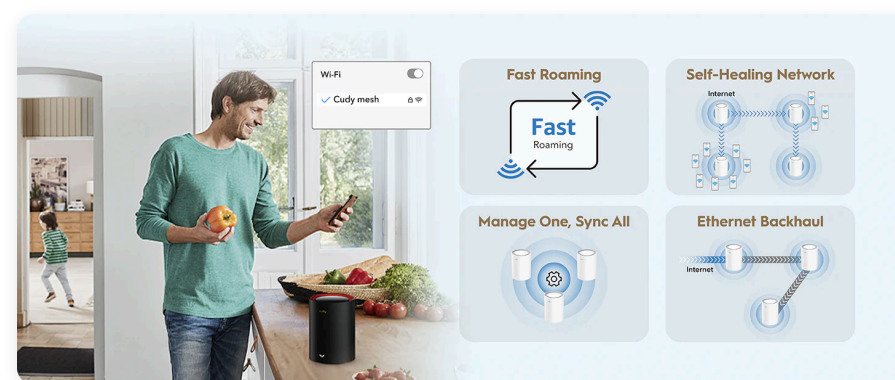 Wi-Fi
Cudy mesh
Fast Roaming
Fast
Roaming
Self-Healing Network
Internet
Manage One, Sync All
Ethernet Backhaul
Internet